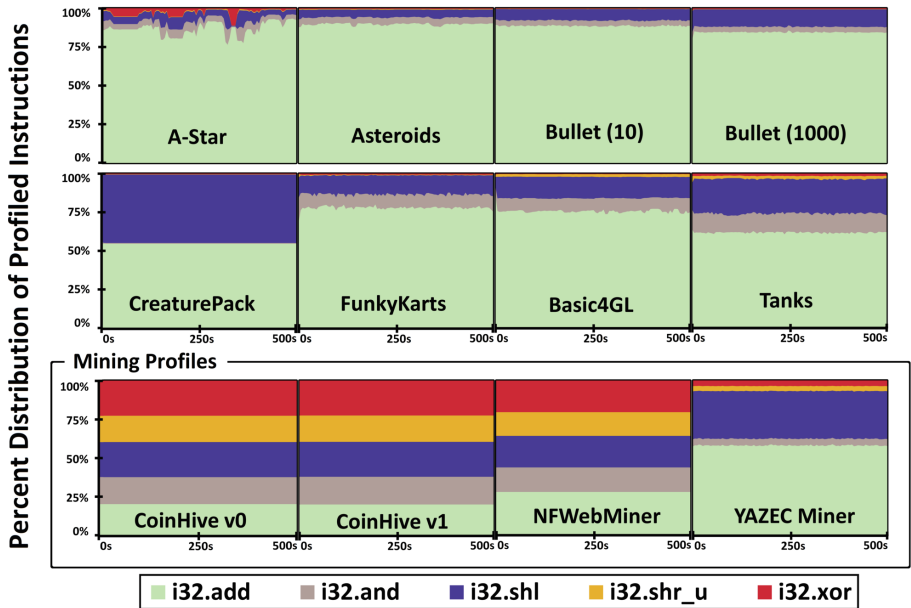 Percent Distribution of Profiled Instructions
100%
75%
50%
25%
0%
A-Star
Asteroids
Bullet (10)
Bullet (1000)
100%
75%
50%
25%
0%
CreaturePack
FunkyKarts
Basic4GL
Tanks
0s 250s 500s 0s 250s 500s 0s 250s 500s 0s 250s 500s
Mining Profiles
100%
75%
50%
25%
0%
CoinHive v0
CoinHive v1
NFWebMiner
YAZEC Miner
0s 250s 500s 0s 250s 500s 0s 250s 500s 0s 250s 500s
i32.add i32.and i32.shl i32.shr_u i32.xor